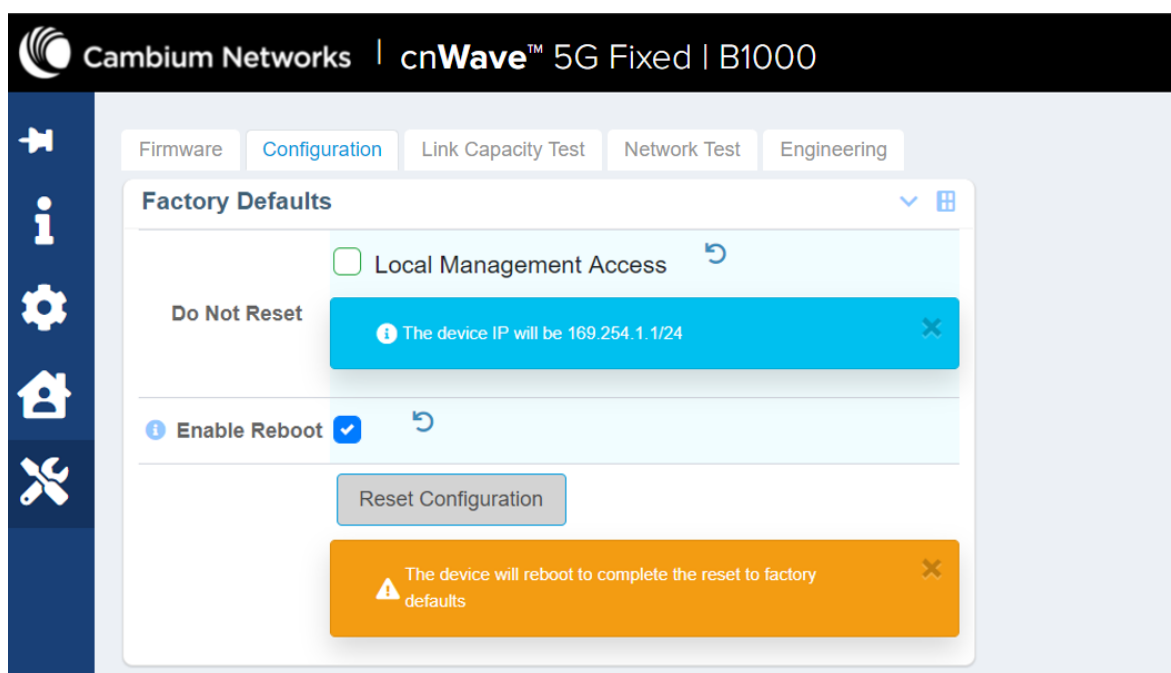 Cambium Networks | cnWave™ 5G Fixed | B1000
Firmware Configuration Link Capacity Test Network Test Engineering
Factory Defaults
Local Management Access
Do Not Reset
The device IP will be 169.254.1.1/24
Enable Reboot
Reset Configuration
The device will reboot to complete the reset to factory
defaults